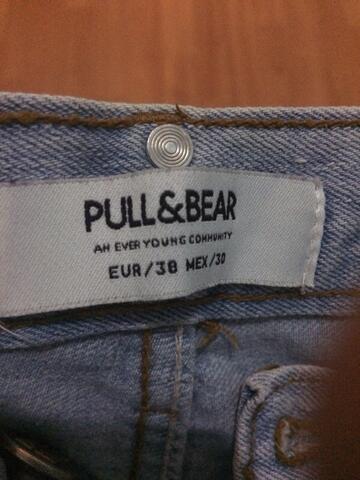 PULL&BEAR
AN EVER YOUNG COMMUNITY
EUR/38 MEX/30